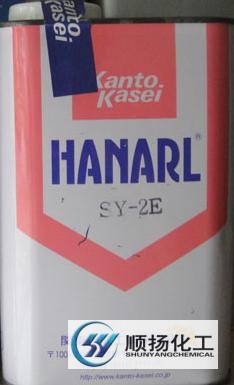 Kanto
Kasei
Kanto
Kasei
HANARL®
SY-2E
〒100
http://www.kanto-kasei.co.jp
顺扬化工
SHUNYANGCHEMICAL